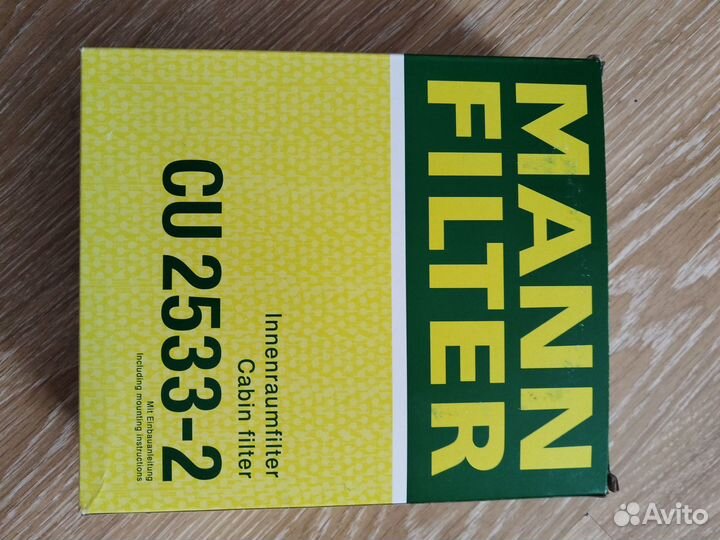 MANN
FILTER
Innenraumfilter
Cabin filter
CU 2533-2
Mit Einbauanleitung
Including mounting instructions
Avito